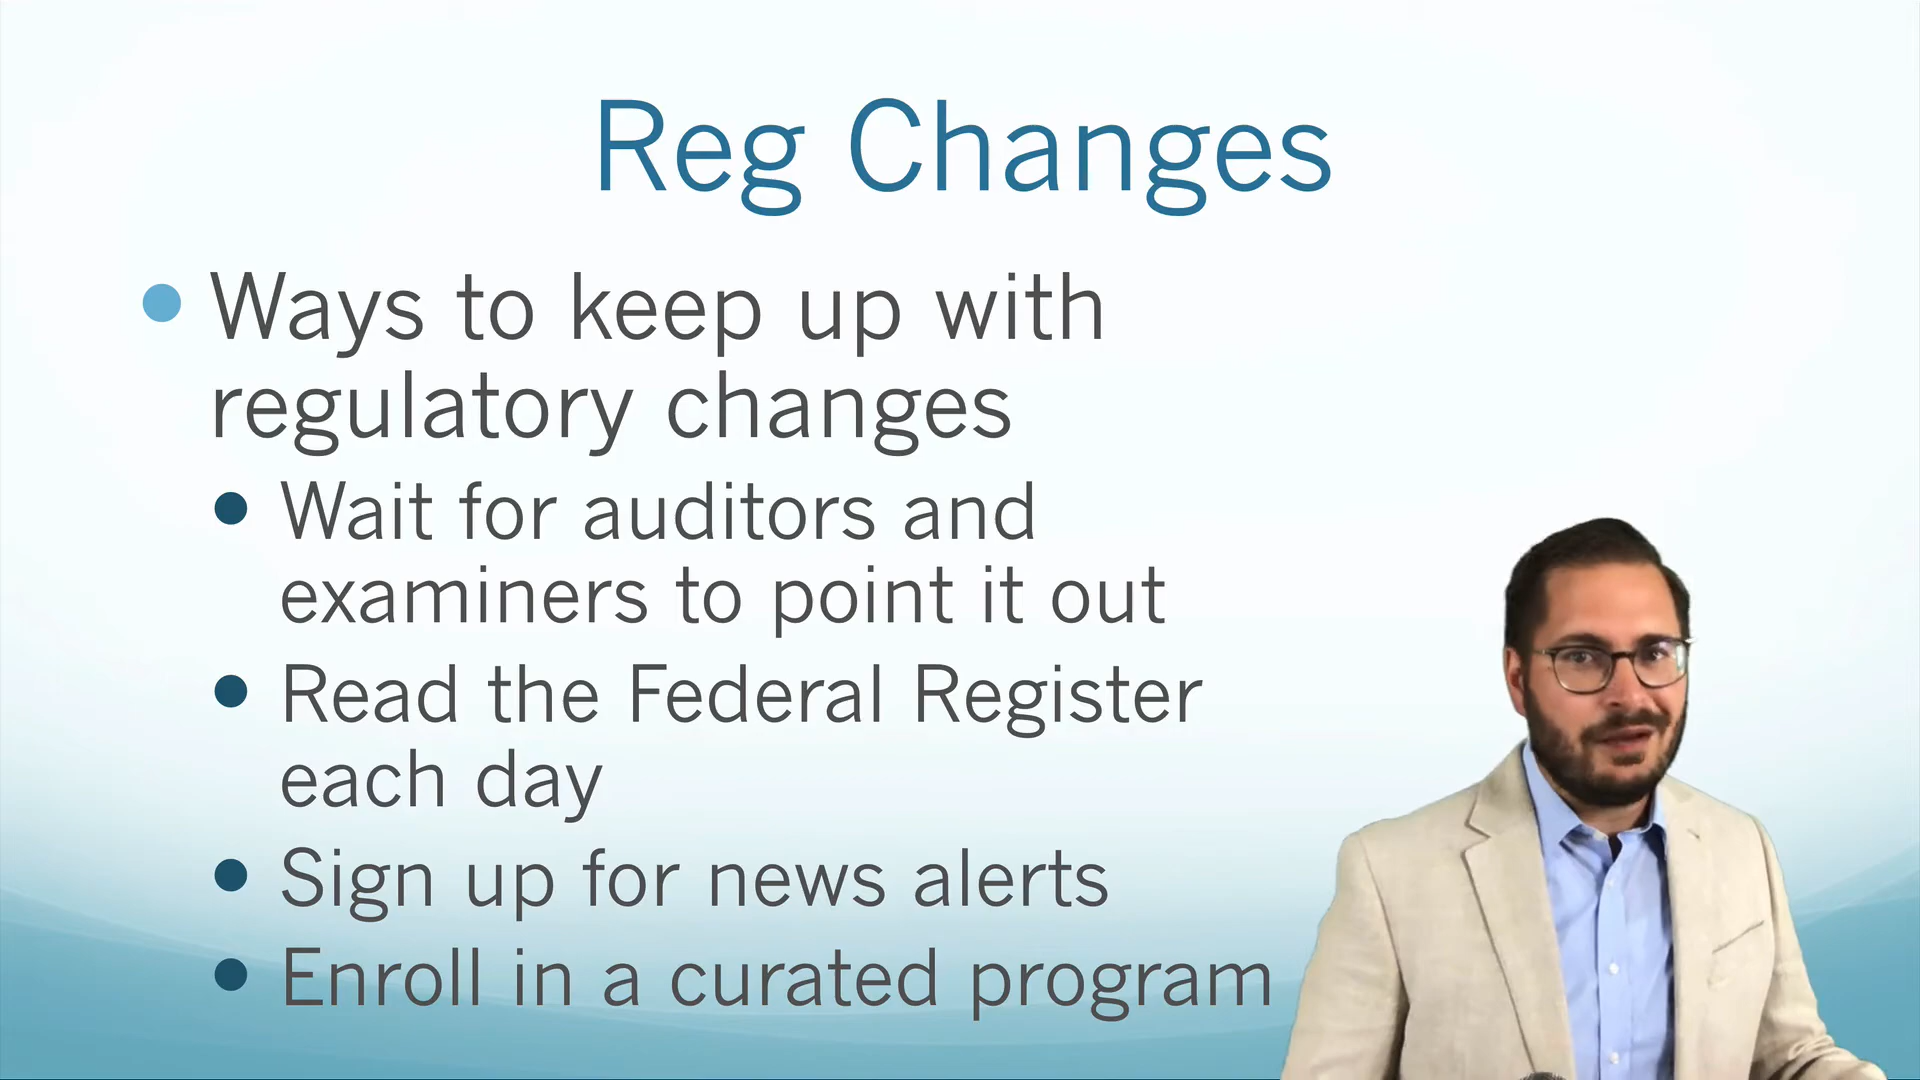 Reg Changes
Ways to keep up with
regulatory changes
Wait for auditors and
examiners to point it out
Read the Federal Register
each day
Sign up for news alerts
Enroll in a curated program